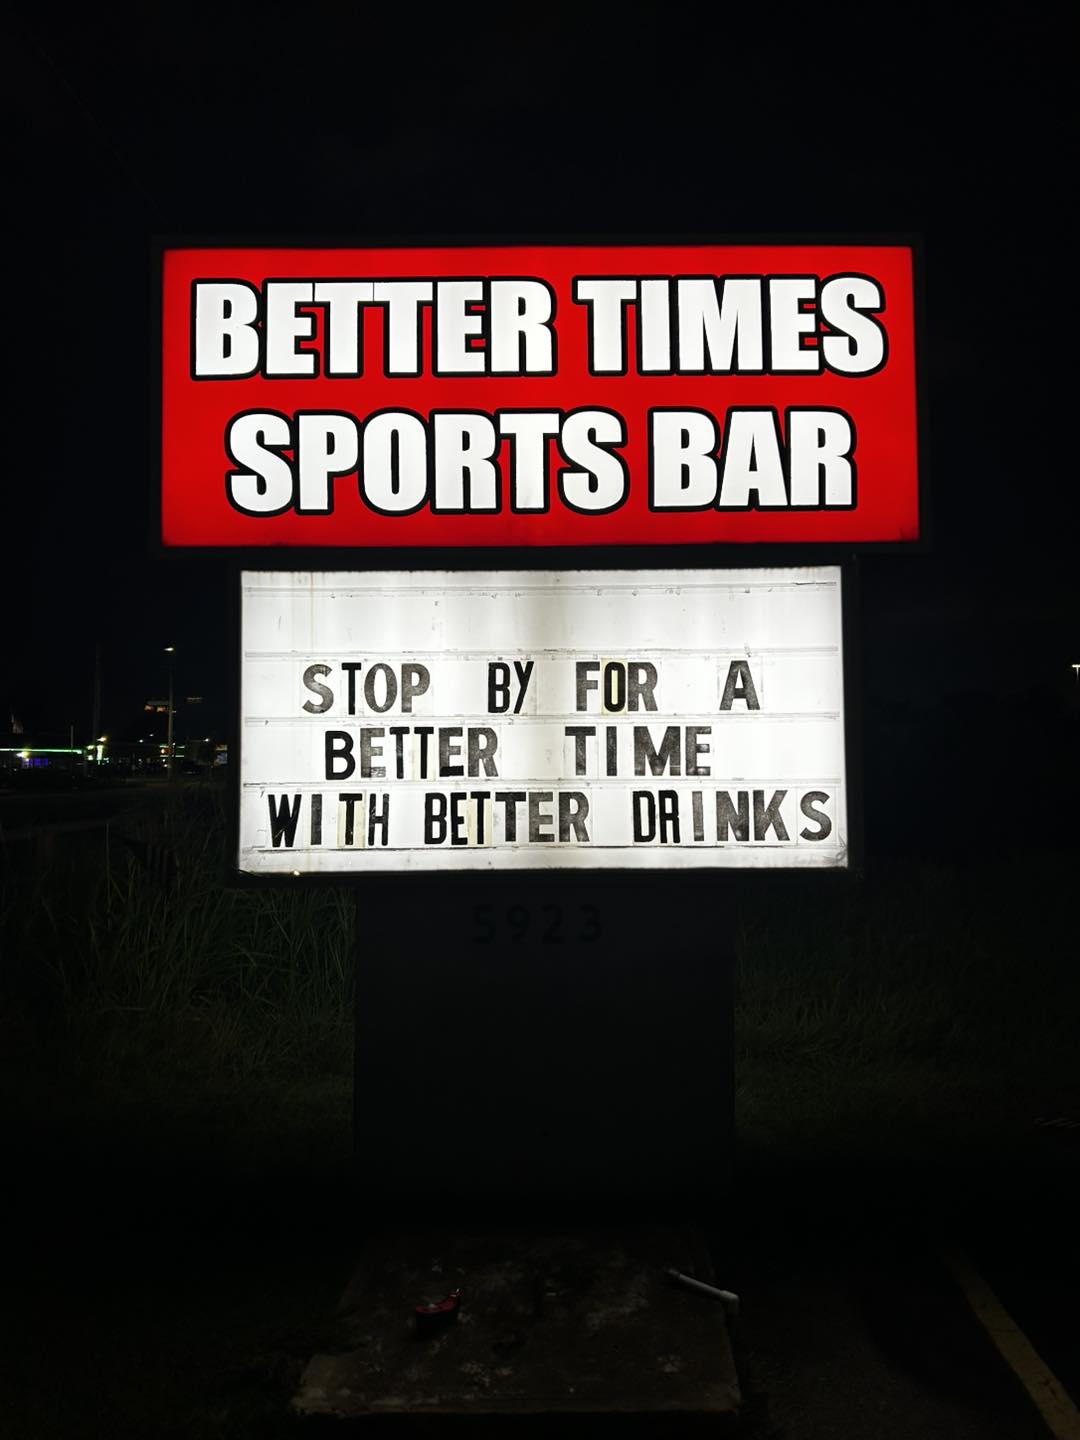 BETTER TIMES
SPORTS BAR
STOP BY FOR A
BETTER TIME
WITH BETTER DRINKS
5923